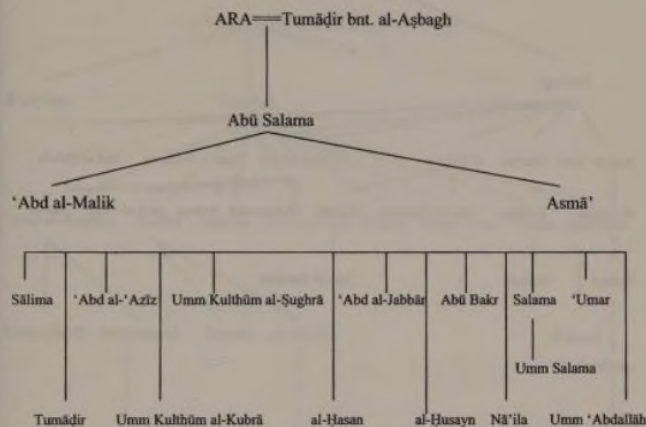 ARA Tumāḍir bnt. al-Aṣbagh
Abū Salama
‘Abd al-Malik Asmā’
Sālima ‘Abd al-‘Azīz Umm Kulthūm al-Ṣughrā ‘Abd al-Jabbār Abū Bakr Salama ‘Umar
Umm Salama
Tumāḍir Umm Kulthūm al-Kubrā al-Ḥasan al-Ḥusayn Nā’ila Umm ‘Abdallāh